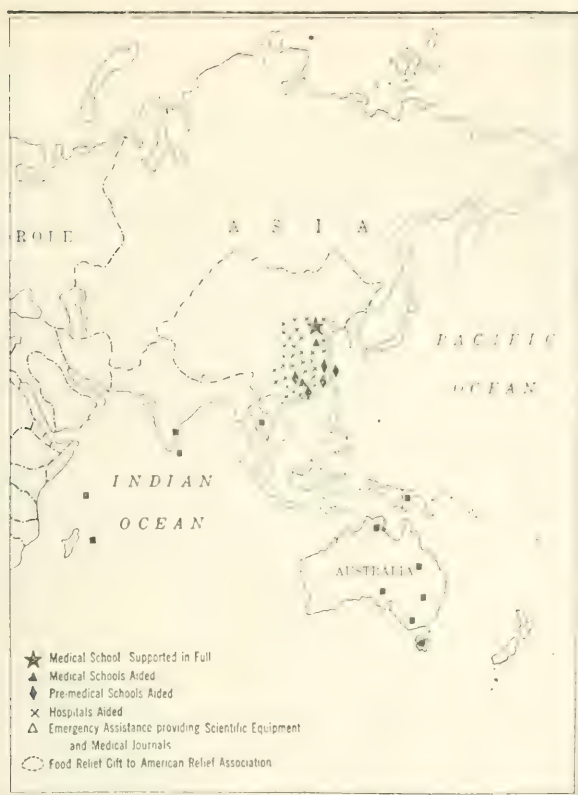 ROPE
A S I A
PACIFIC
OCEAN
INDIAN
OCEAN
AUSTRALIA
Medical School Supported in Full
Medical Schools Aided
Pre-medical Schools Aided
Hospitals Aided
Emergency Assistance providing Scientific Equipment
and Medical Journals
Food Relief Gift to American Relief Association